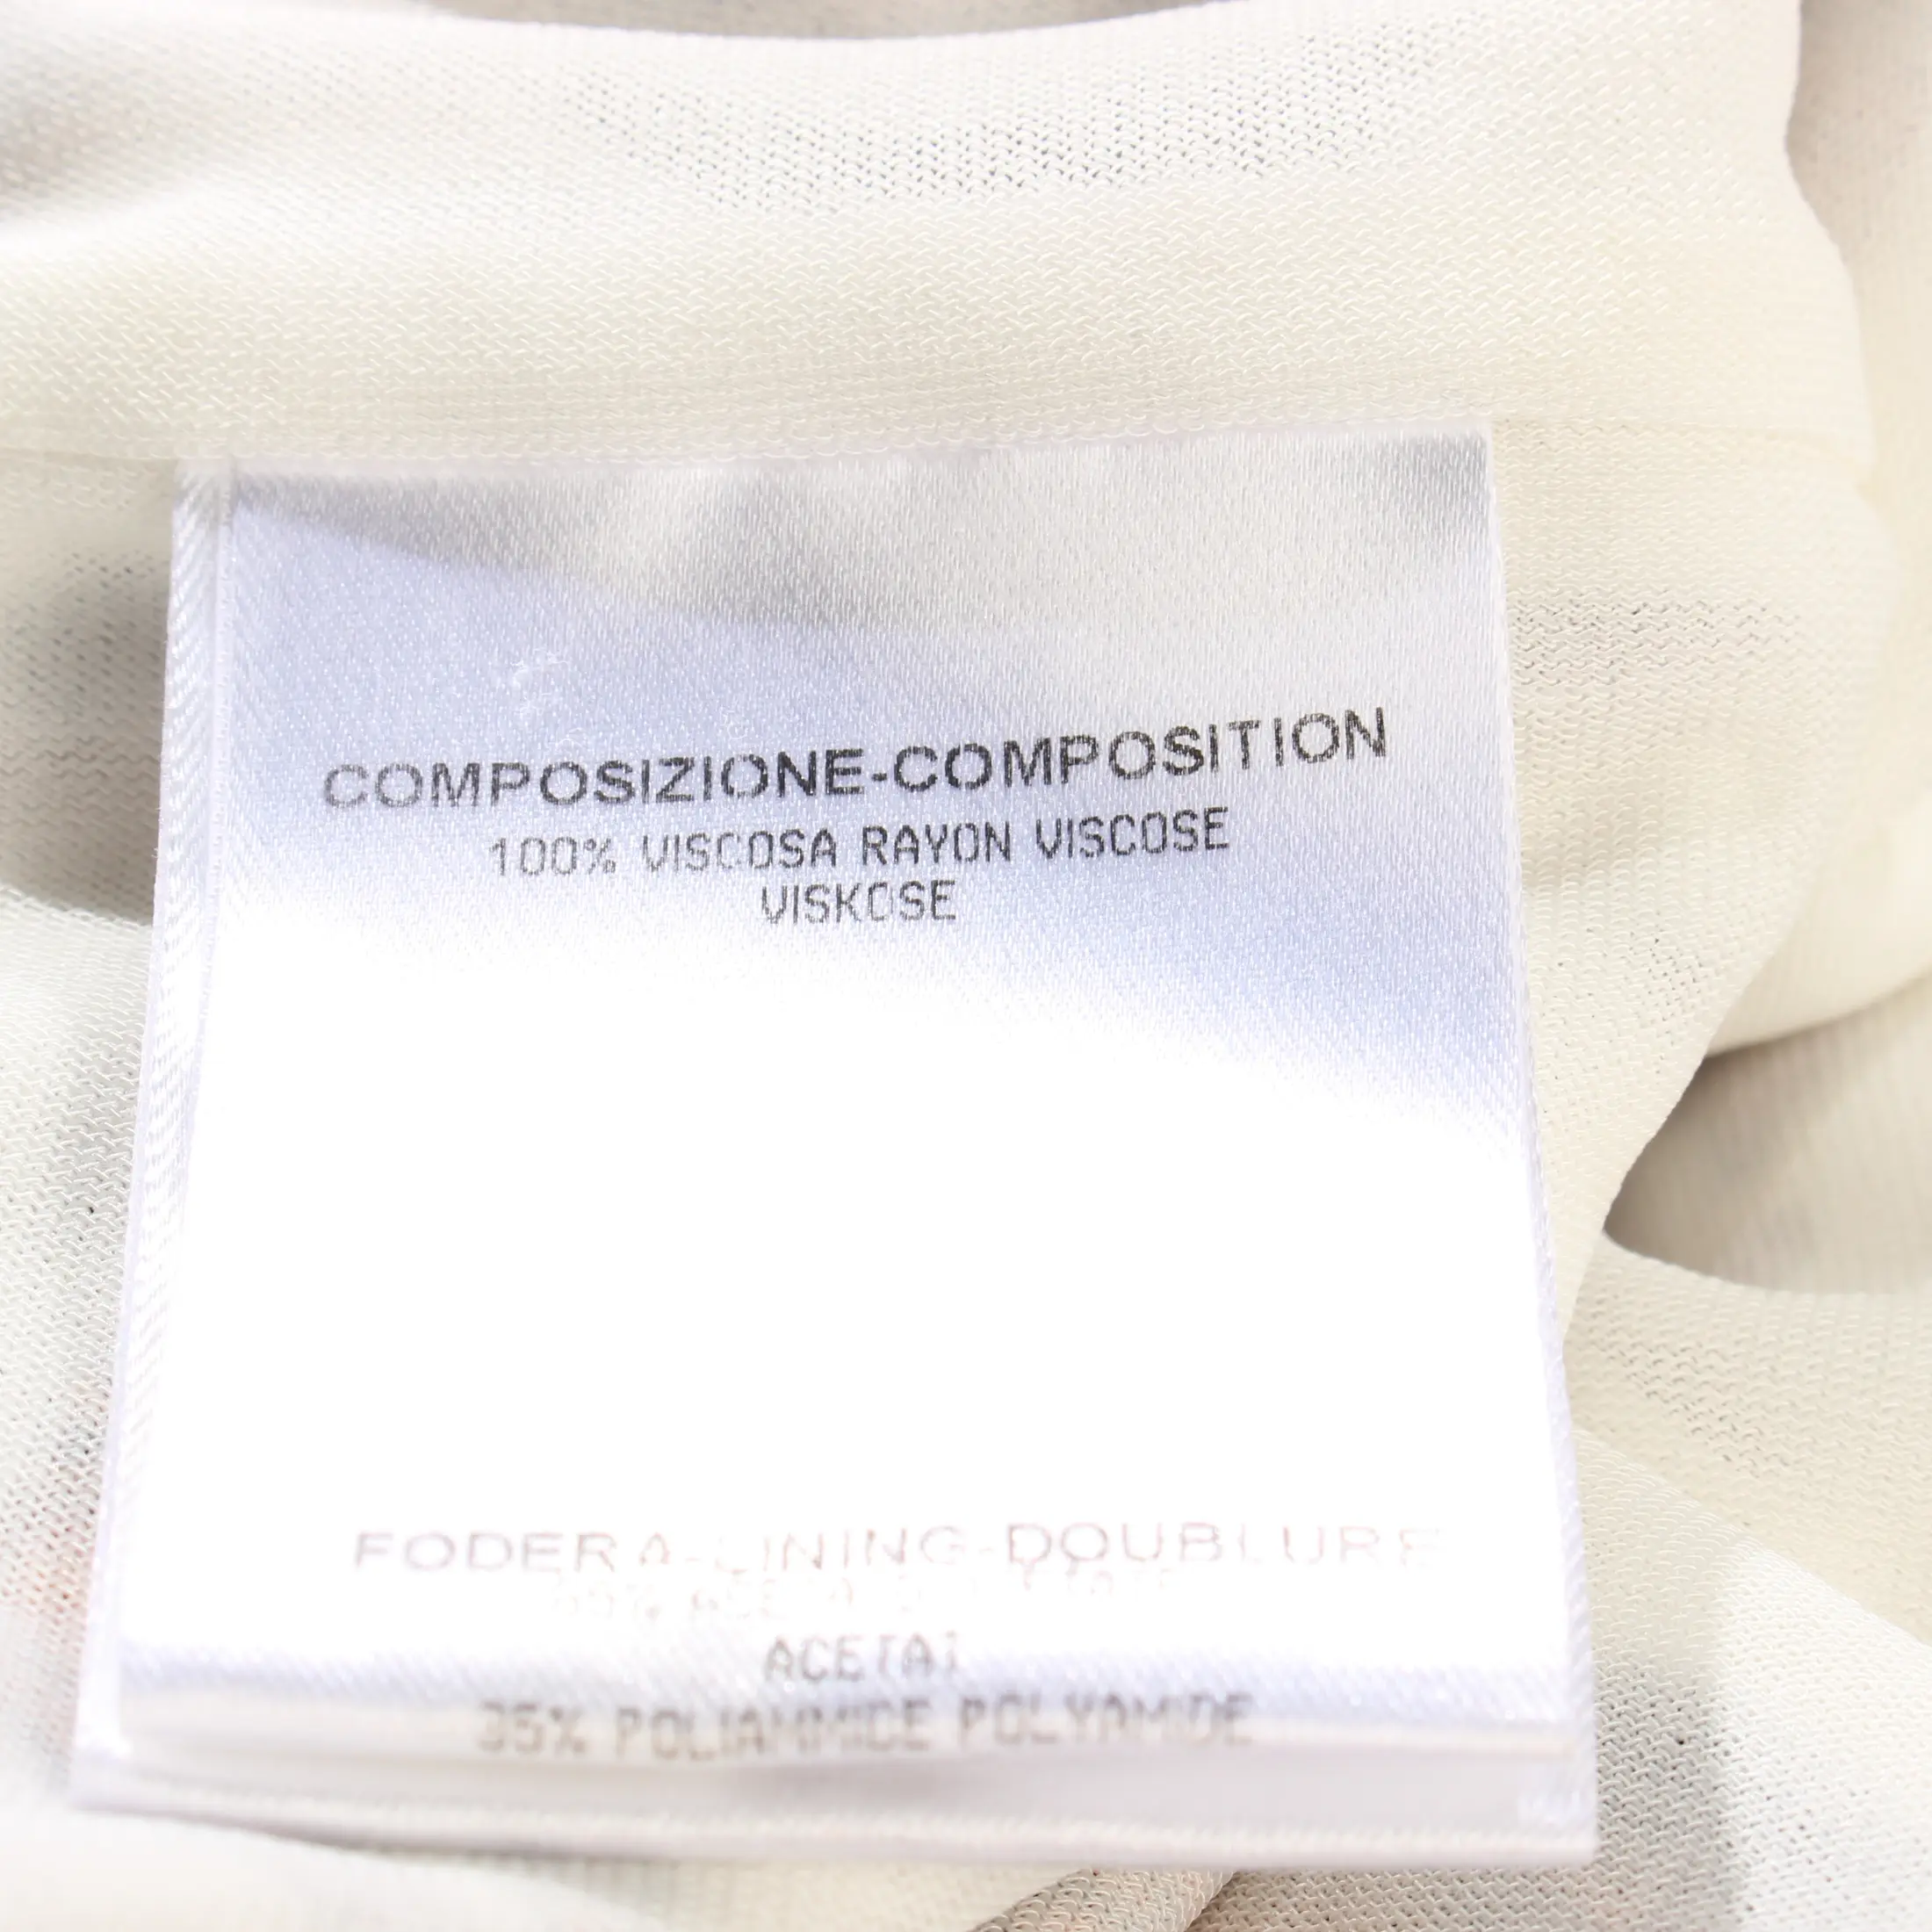 COMPOSIZIONE-COMPOSITION
100% VISCOSA RAYON VISCOSE
VISKOSE
FODERA-LINING-DOUBLURE
ACETAT
35% POLIAMMIDE POLYAMIDE